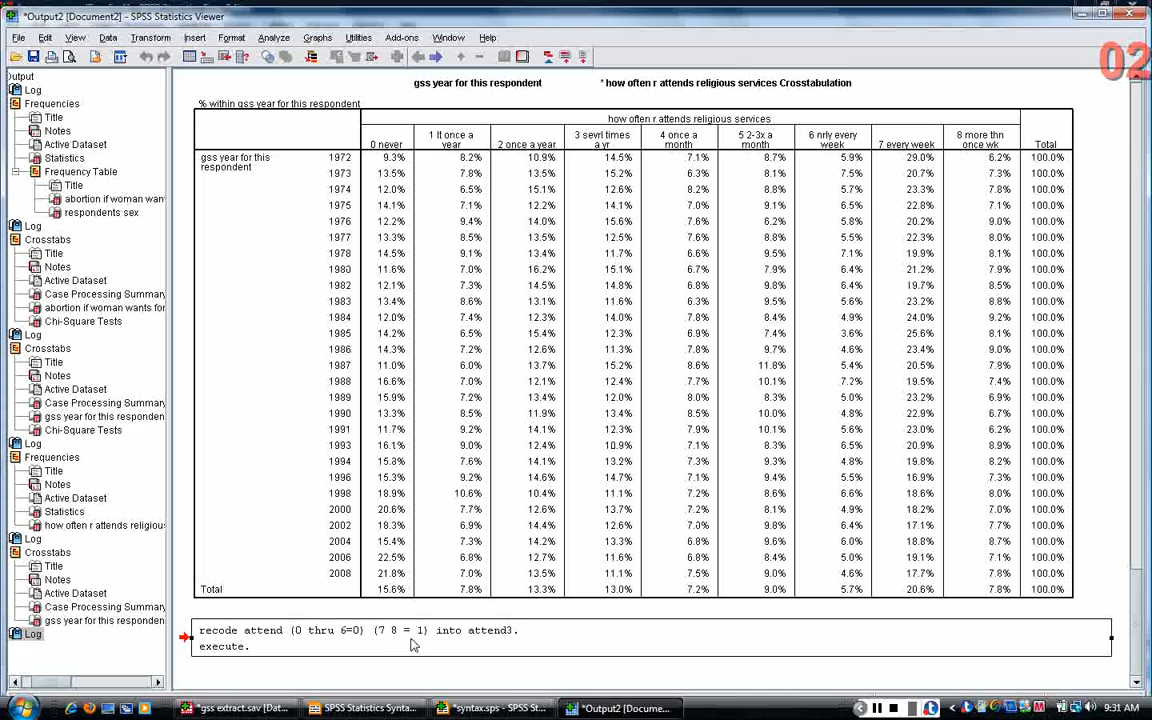 *Output2 [Document2] - SPSS Statistics Viewer
File Edit View Data Transform Insert Format Analyze Graphs Utilities Add-ons Window Help
02
Output
Log
Frequencies
Title
Notes
Active Dataset
Statistics
Frequency Table
Title
abortion if woman wan
respondents sex
Log
Crosstabs
Title
Notes
Active Dataset
Case Processing Summary
abortion if woman wants for
Chi-Square Tests
Log
Crosstabs
Title
Notes
Active Dataset
Case Processing Summary
gss year for this responden
Chi-Square Tests
Log
Frequencies
Title
Notes
Active Dataset
Statistics
how often r attends religious
Log
Crosstabs
Title
Notes
Active Dataset
Case Processing Summary
gss year for this responden
Log
gss year for this respondent * how often r attends religious services Crosstabulation
% within gss year for this respondent
how often r attends religious services
0 never 1 lt once a year 2 once a year 3 sevrl times a yr 4 once a month 5 2-3x a month 6 nrly every week 7 every week 8 more thn once wk Total
gss year for this respondent 1972 9.3% 8.2% 10.9% 14.5% 7.1% 8.7% 5.9% 29.0% 6.2% 100.0%
1973 13.5% 7.8% 13.5% 15.2% 6.3% 8.1% 7.5% 20.7% 7.3% 100.0%
1974 12.0% 6.5% 15.1% 12.6% 8.2% 8.8% 5.7% 23.3% 7.8% 100.0%
1975 14.1% 7.1% 12.2% 14.1% 7.0% 9.1% 6.5% 22.8% 7.1% 100.0%
1976 12.2% 9.4% 14.0% 15.6% 7.6% 6.2% 5.8% 20.2% 9.0% 100.0%
1977 13.3% 8.5% 13.5% 12.5% 7.6% 8.8% 5.5% 22.3% 8.0% 100.0%
1978 14.5% 9.1% 13.4% 11.7% 6.6% 9.5% 7.1% 19.9% 8.1% 100.0%
1980 11.6% 7.0% 16.2% 15.1% 6.7% 7.9% 6.4% 21.2% 7.9% 100.0%
1982 12.1% 7.3% 14.5% 14.8% 6.8% 9.8% 6.4% 19.7% 8.5% 100.0%
1983 13.4% 8.6% 13.1% 11.6% 6.3% 9.5% 5.6% 23.2% 8.8% 100.0%
1984 12.0% 7.4% 12.3% 14.0% 7.8% 8.4% 4.9% 24.0% 9.2% 100.0%
1985 14.2% 6.5% 15.4% 12.3% 6.9% 7.4% 3.6% 25.6% 8.1% 100.0%
1986 14.3% 7.2% 12.6% 11.3% 7.8% 9.7% 4.6% 23.4% 9.0% 100.0%
1987 11.0% 6.0% 13.7% 15.2% 8.6% 11.8% 5.4% 20.5% 7.9% 100.0%
1988 16.6% 7.0% 12.1% 12.4% 7.7% 10.1% 7.2% 19.5% 7.4% 100.0%
1989 15.9% 7.2% 13.4% 12.0% 8.0% 8.3% 5.0% 23.2% 6.9% 100.0%
1990 13.3% 8.5% 11.9% 13.4% 8.5% 10.0% 4.8% 22.9% 6.7% 100.0%
1991 11.7% 9.2% 14.1% 12.3% 7.9% 10.1% 5.6% 23.0% 6.2% 100.0%
1993 16.1% 9.0% 12.4% 10.9% 7.1% 8.3% 6.5% 20.9% 8.9% 100.0%
1994 15.8% 7.6% 14.1% 13.2% 7.3% 9.3% 4.8% 19.8% 8.2% 100.0%
1996 15.3% 9.2% 14.6% 14.7% 7.1% 9.4% 5.5% 16.9% 7.3% 100.0%
1998 18.9% 10.6% 10.4% 11.1% 7.2% 8.6% 6.6% 18.6% 8.0% 100.0%
2000 20.6% 7.7% 12.6% 13.7% 7.2% 8.1% 4.9% 18.2% 7.0% 100.0%
2002 18.3% 6.9% 14.4% 12.6% 7.0% 9.8% 6.4% 17.1% 7.7% 100.0%
2004 15.4% 7.3% 14.2% 13.3% 6.8% 9.6% 5.8% 18.8% 8.7% 100.0%
2006 22.5% 6.8% 12.7% 11.6% 6.8% 8.4% 5.0% 19.1% 7.1% 100.0%
2008 21.8% 7.0% 13.5% 11.1% 7.5% 9.0% 4.6% 17.7% 7.8% 100.0%
Total 15.6% 7.8% 13.3% 13.0% 7.2% 9.0% 5.7% 20.6% 7.8% 100.0%
recode attend (0 thru 6=0) (7 8 = 1) into attend3.
execute.
*gss extract.sav [Dat... SPSS Statistics Synta... *syntax.sps - SPSS St... *Output2 [Docume... 9:31 AM